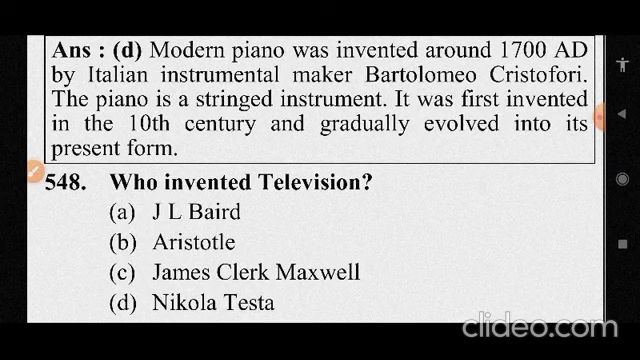 Ans : (d) Modern piano was invented around 1700 AD
by Italian instrumental maker Bartolomeo Cristofori.
The piano is a stringed instrument. It was first invented
in the 10th century and gradually evolved into its
present form.
548. Who invented Television?
(a) J L Baird
(b) Aristotle
(c) James Clerk Maxwell
(d) Nikola Testa
clideo.com